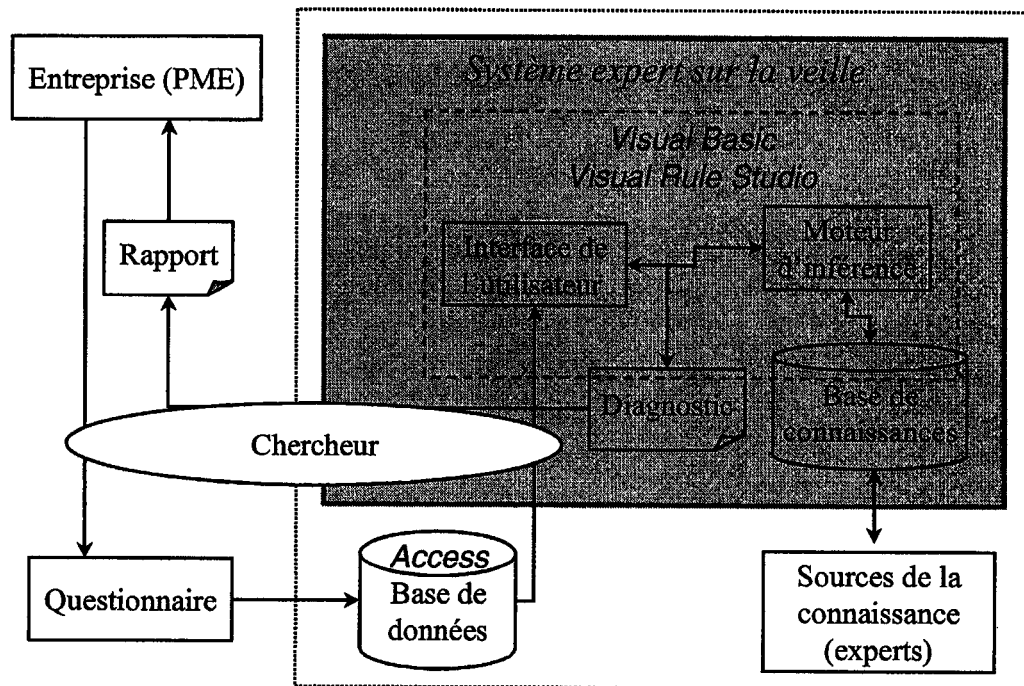 Entreprise (PME)
Système expert sur la veille
Visual Basic
Visual Rule Studio
Rapport
Interface de
l'utilisateur
Moteur
d'inférence
Diagnostic
Base de
connaissances
Chercheur
Questionnaire
Access
Base de
données
Sources de la
connaissance
(experts)